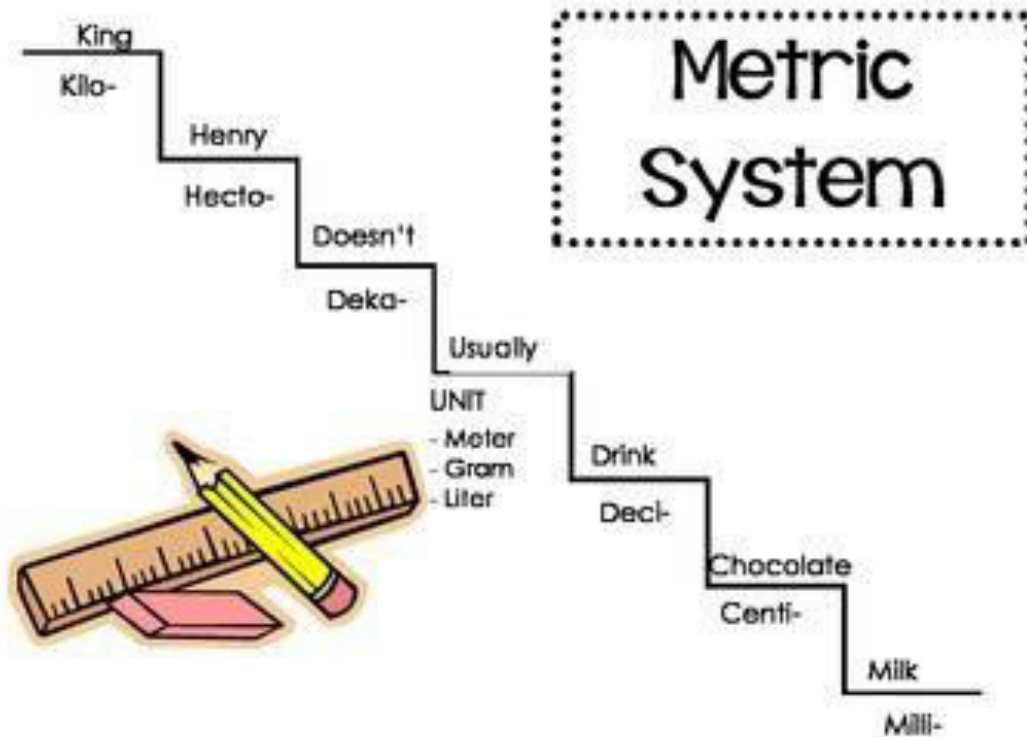 King
Kilo-
Metric
System
Henry
Hecto-
Doesn't
Deka-
Usually
UNIT
- Meter
- Gram
- Liter
Drink
Deci-
Chocolate
Centi-
Milk
Milli-